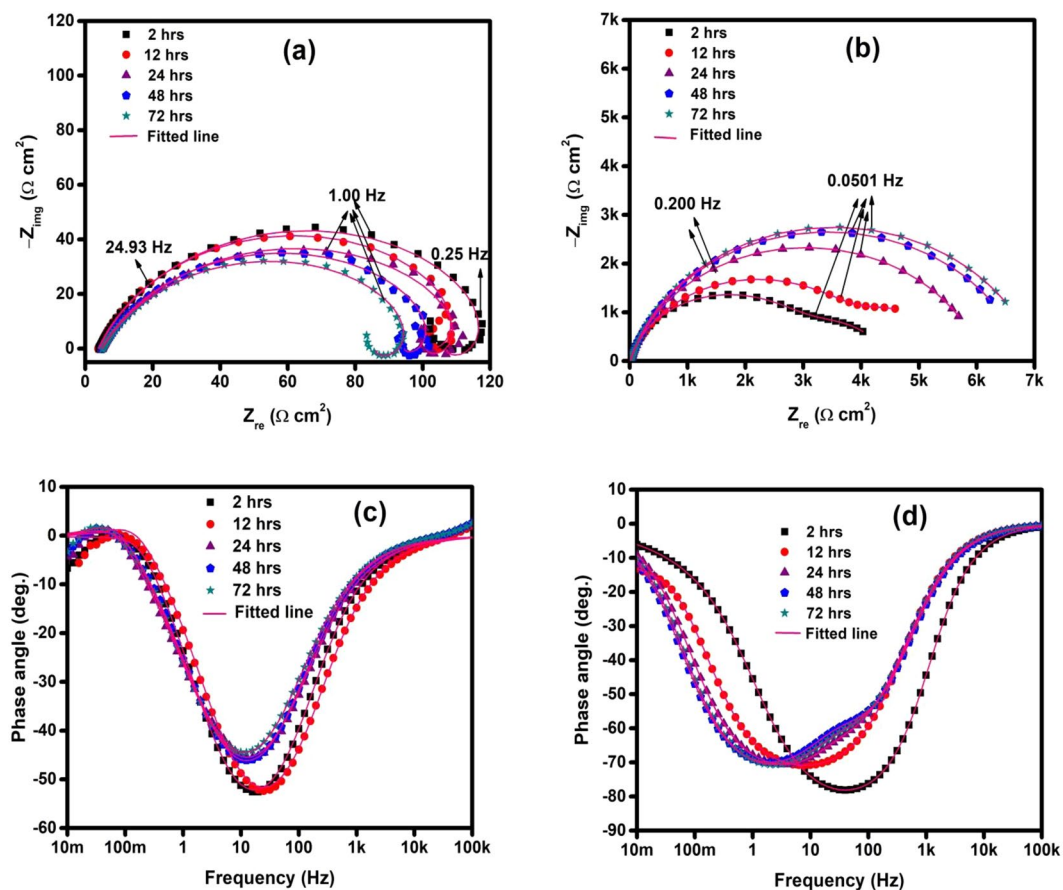 (a)
2 hrs
12 hrs
24 hrs
48 hrs
72 hrs
Fitted line
24.93 Hz
1.00 Hz
0.25 Hz
-120
100
80
60
40
20
0
−Z_img (Ω cm²)
0 20 40 60 80 100 120
Z_re (Ω cm²)
(b)
2 hrs
12 hrs
24 hrs
48 hrs
72 hrs
Fitted line
0.200 Hz
0.0501 Hz
7k
6k
5k
4k
3k
2k
1k
0
−Z_img (Ω cm²)
0 1k 2k 3k 4k 5k 6k 7k
Z_re (Ω cm²)
(c)
2 hrs
12 hrs
24 hrs
48 hrs
72 hrs
Fitted line
10
0
-10
-20
-30
-40
-50
-60
Phase angle (deg.)
10m 100m 1 10 100 1k 10k 100k
Frequency (Hz)
(d)
2 hrs
12 hrs
24 hrs
48 hrs
72 hrs
Fitted line
10
0
-10
-20
-30
-40
-50
-60
-70
-80
-90
Phase angle (deg.)
10m 100m 1 10 100 1k 10k 100k
Frequency (Hz)